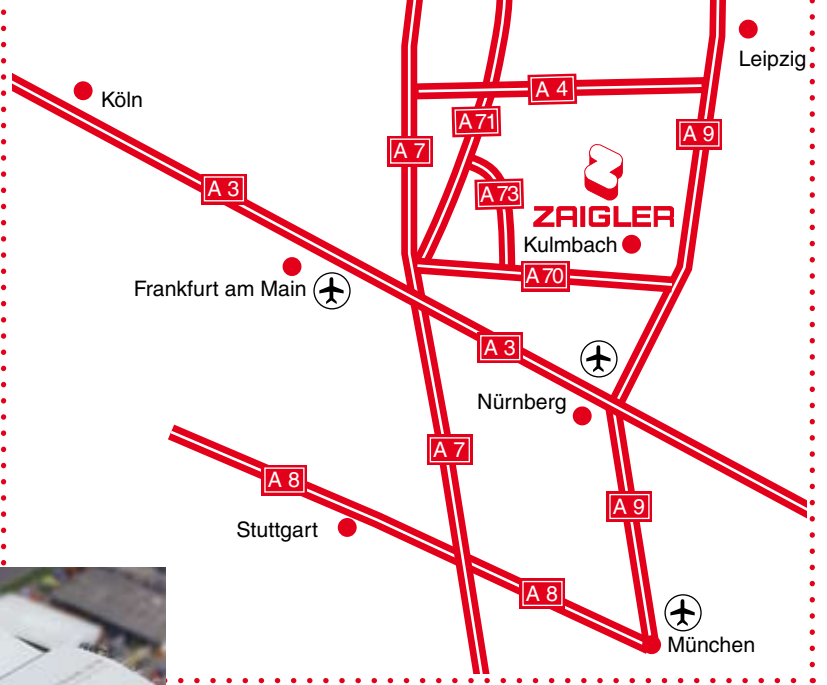 Leipzig
Köln
A 4
A 71
A 7
A 9
A 3
A 73
ZAIGLER
Kulmbach
Frankfurt am Main
A 70
A 3
Nürnberg
A 7
A 8
A 9
Stuttgart
A 8
München